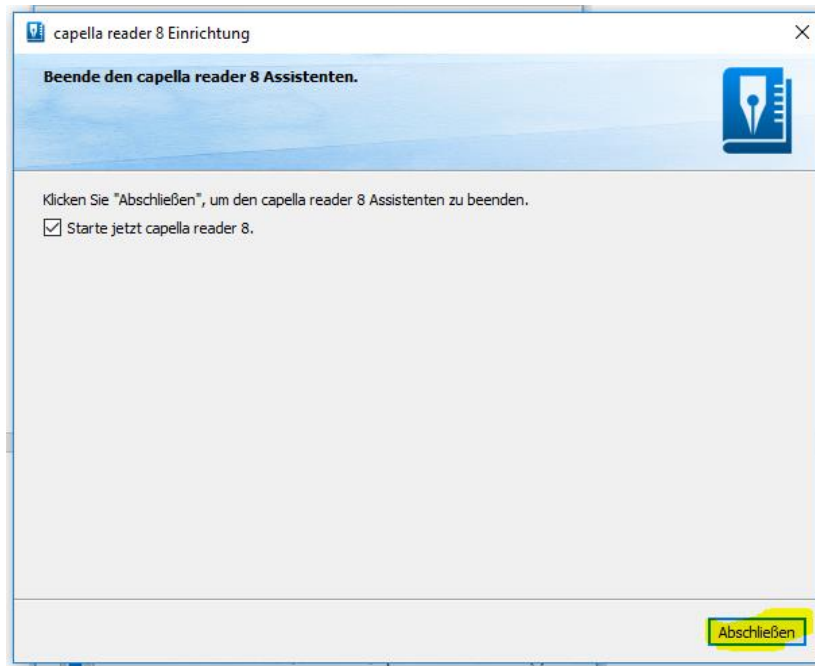 capella reader 8 Einrichtung
Beende den capella reader 8 Assistenten.
Klicken Sie "Abschließen", um den capella reader 8 Assistenten zu beenden.
Starte jetzt capella reader 8.
Abschließen